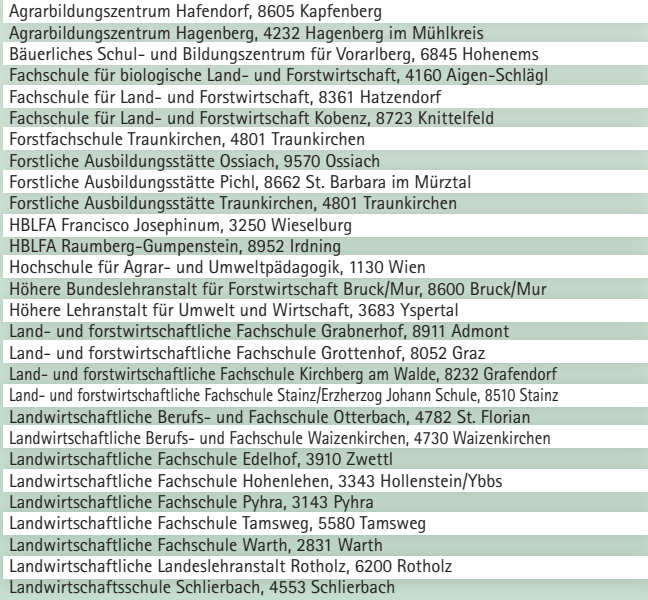 Agrarbildungszentrum Hafendorf, 8605 Kapfenberg
Agrarbildungszentrum Hagenberg, 4232 Hagenberg im Mühlkreis
Bäuerliches Schul- und Bildungszentrum für Vorarlberg, 6845 Hohenems
Fachschule für biologische Land- und Forstwirtschaft, 4160 Aigen-Schlägl
Fachschule für Land- und Forstwirtschaft, 8361 Hatzendorf
Fachschule für Land- und Forstwirtschaft Kobenz, 8723 Knittelfeld
Forstfachschule Traunkirchen, 4801 Traunkirchen
Forstliche Ausbildungsstätte Ossiach, 9570 Ossiach
Forstliche Ausbildungsstätte Pichl, 8662 St. Barbara im Mürztal
Forstliche Ausbildungsstätte Traunkirchen, 4801 Traunkirchen
HBLFA Francisco Josephinum, 3250 Wieselburg
HBLFA Raumberg-Gumpenstein, 8952 Irdning
Hochschule für Agrar- und Umweltpädagogik, 1130 Wien
Höhere Bundeslehranstalt für Forstwirtschaft Bruck/Mur, 8600 Bruck/Mur
Höhere Lehranstalt für Umwelt und Wirtschaft, 3683 Yspertal
Land- und forstwirtschaftliche Fachschule Grabnerhof, 8911 Admont
Land- und forstwirtschaftliche Fachschule Grottenhof, 8052 Graz
Land- und forstwirtschaftliche Fachschule Kirchberg am Walde, 8232 Grafendorf
Land- und forstwirtschaftliche Fachschule Stainz/Erzherzog Johann Schule, 8510 Stainz
Landwirtschaftliche Berufs- und Fachschule Otterbach, 4782 St. Florian
Landwirtschaftliche Berufs- und Fachschule Waizenkirchen, 4730 Waizenkirchen
Landwirtschaftliche Fachschule Edelhof, 3910 Zwettl
Landwirtschaftliche Fachschule Hohenlehen, 3343 Hollenstein/Ybbs
Landwirtschaftliche Fachschule Pyhra, 3143 Pyhra
Landwirtschaftliche Fachschule Tamsweg, 5580 Tamsweg
Landwirtschaftliche Fachschule Warth, 2831 Warth
Landwirtschaftliche Landeslehranstalt Rotholz, 6200 Rotholz
Landwirtschaftsschule Schlierbach, 4553 Schlierbach